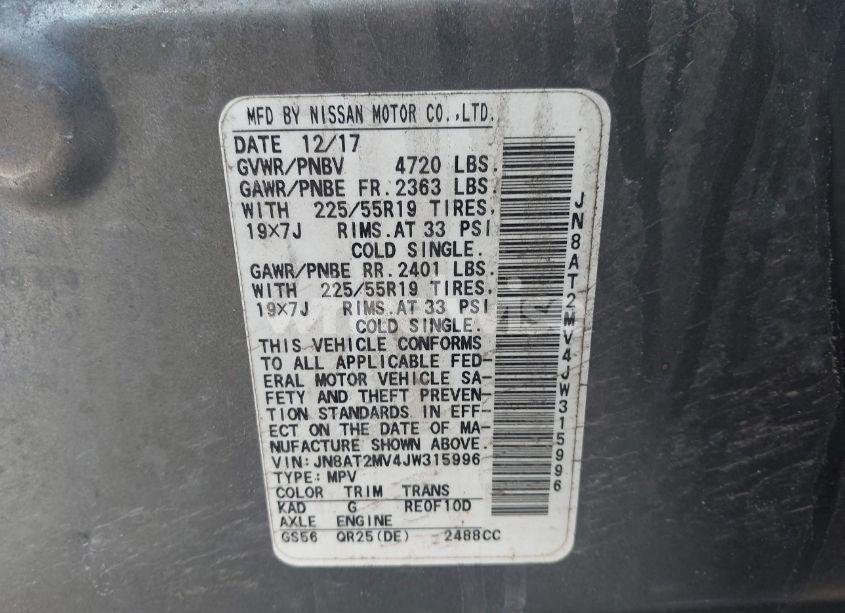 MFD BY NISSAN MOTOR CO.,LTD.
DATE 12/17
GVWR/PNBV 4720 LBS.
GAWR/PNBE FR. 2363 LBS.
WITH 225/55R19 TIRES.
19×7J RIMS.AT 33 PSI
COLD SINGLE.
GAWR/PNBE RR. 2401 LBS.
WITH 225/55R19 TIRES.
19×7J RIMS.AT 33 PSI
COLD SINGLE.
THIS VEHICLE CONFORMS
TO ALL APPLICABLE FED-
ERAL MOTOR VEHICLE SA-
FETY AND THEFT PREVEN-
TION STANDARDS IN EFF-
ECT ON THE DATE OF MA-
NUFACTURE SHOWN ABOVE.
VIN: JN8AT2MV4JW315996
TYPE: MPV
COLOR TRIM TRANS
KAD G RE0F10D
AXLE ENGINE
GS56 QR25(DE) 2488CC
JN8AT2MV4JW315996